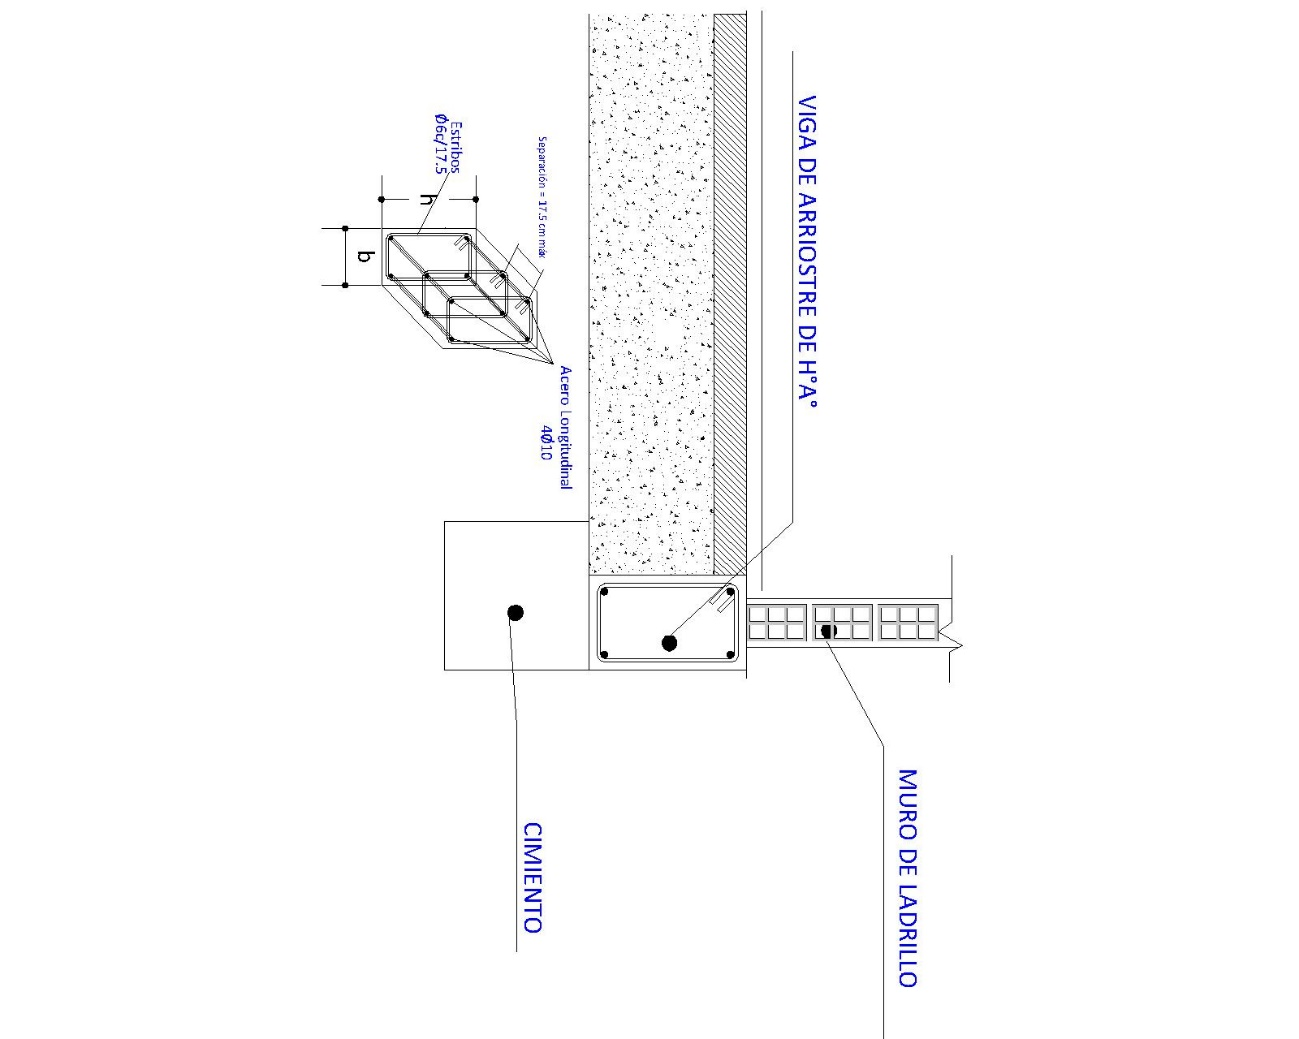 VIGA DE ARRIOSTRE DE H°A°
MURO DE LADRILLO
Separación = 17.5 cm máx
Estribos
Ø6c/17.5
h
b
Acero Longitudinal
4Ø10
CIMIENTO